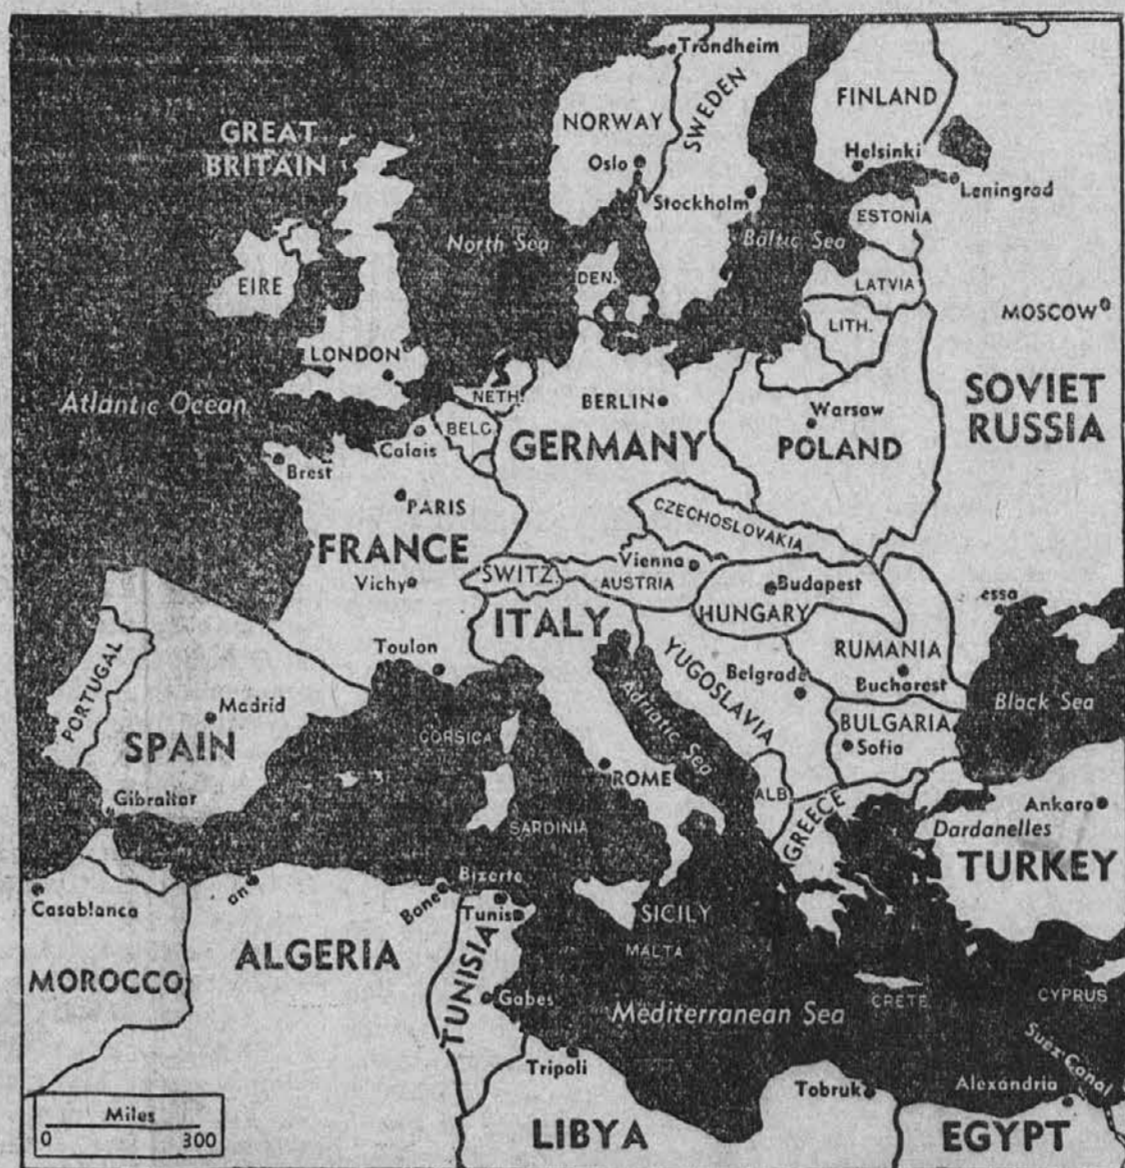 Trondheim
FINLAND
NORWAY
SWEDEN
GREAT
BRITAIN
Oslo
Helsinki
Leningrad
Stockholm
ESTONIA
North Sea
Baltic Sea
DEN.
EIRE
LATVIA
MOSCOW
LITH.
LONDON
Atlantic Ocean
NETH.
BERLIN
Warsaw
SOVIET
RUSSIA
BELG.
Calais
GERMANY
POLAND
Brest
PARIS
CZECHOSLOVAKIA
FRANCE
Vienna
SWITZ.
AUSTRIA
Vichy
Budapest
essa
ITALY
HUNGARY
PORTUGAL
Toulon
YUGOSLAVIA
RUMANIA
Belgrade
Bucharest
Madrid
Adriatic Sea
Black Sea
SPAIN
CORSICA
BULGARIA
Sofia
ROME
ALB.
Gibraltar
GREECE
Ankara
SARDINIA
Dardanelles
TURKEY
Bizerte
an
Bone
Casablanca
Tunis
SICILY
ALGERIA
MALTA
MOROCCO
TUNISIA
Gabes
CRETE
CYPRUS
Mediterranean Sea
Suez Canal
Tripoli
Tobruk
Alexandria
Miles
0 300
LIBYA
EGYPT